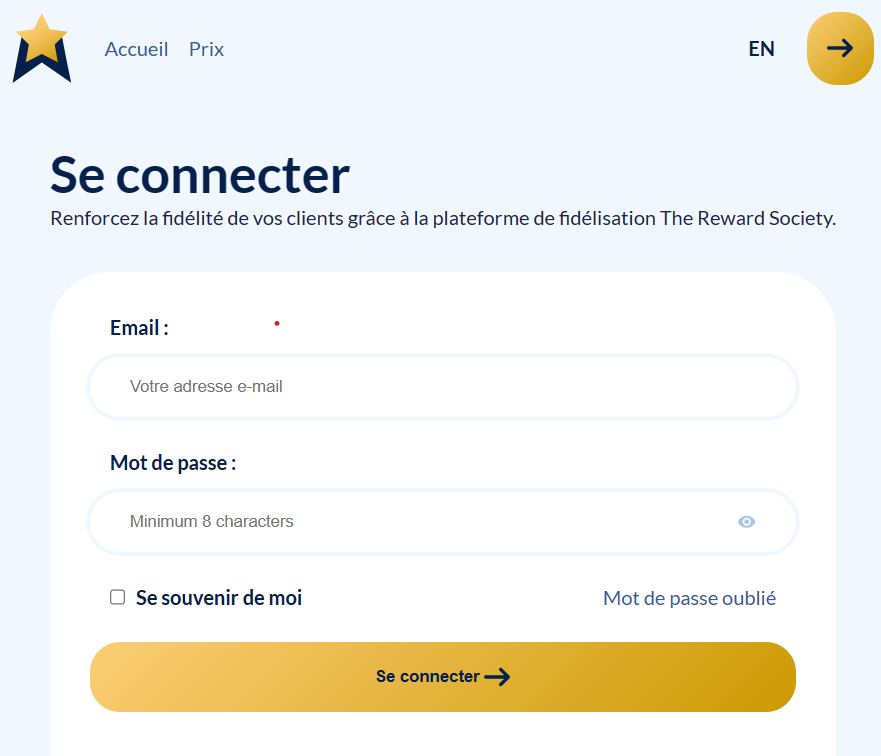 Accueil Prix EN
Se connecter
Renforcez la fidélité de vos clients grâce à la plateforme de fidélisation The Reward Society.
Email :
Votre adresse e-mail
Mot de passe :
Minimum 8 characters
Se souvenir de moi Mot de passe oublié
Se connecter